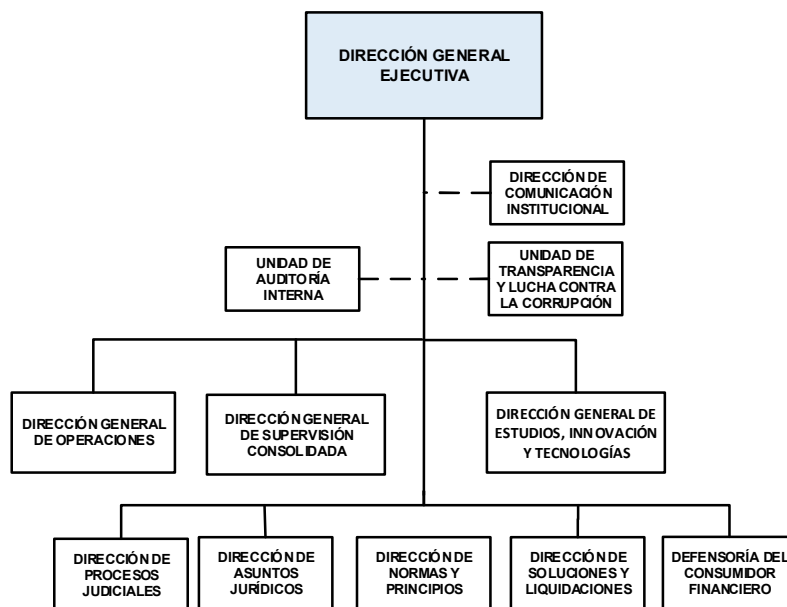 DIRECCIÓN GENERAL
EJECUTIVA
DIRECCIÓN DE
COMUNICACIÓN
INSTITUCIONAL
UNIDAD DE
AUDITORÍA
INTERNA
UNIDAD DE
TRANSPARENCIA
Y LUCHA CONTRA
LA CORRUPCIÓN
DIRECCIÓN GENERAL
DE OPERACIONES
DIRECCIÓN GENERAL
DE SUPERVISIÓN
CONSOLIDADA
DIRECCIÓN GENERAL DE
ESTUDIOS, INNOVACIÓN
Y TECNOLOGÍAS
DIRECCIÓN DE
PROCESOS
JUDICIALES
DIRECCIÓN DE
ASUNTOS
JURÍDICOS
DIRECCIÓN DE
NORMAS Y
PRINCIPIOS
DIRECCIÓN DE
SOLUCIONES Y
LIQUIDACIONES
DEFENSORÍA DEL
CONSUMIDOR
FINANCIERO